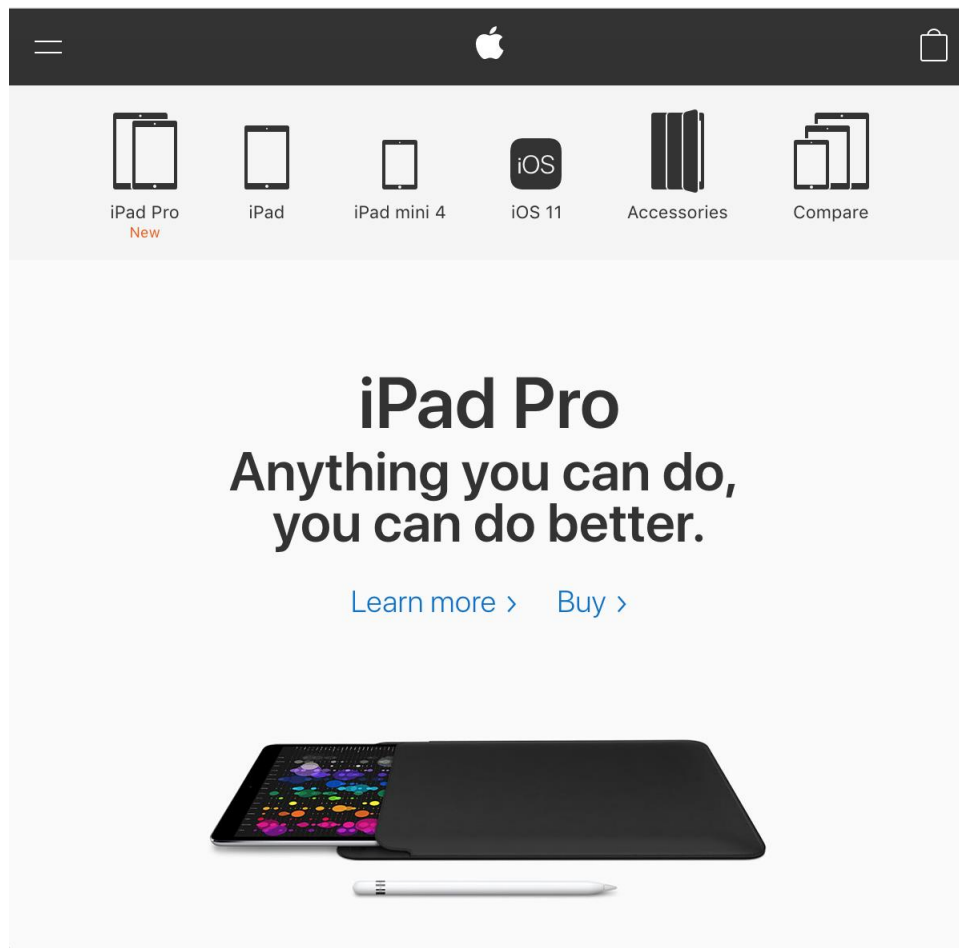 iPad Pro
New
iPad
iPad mini 4
iOS
iOS 11
Accessories
Compare
iPad Pro
Anything you can do,
you can do better.
Learn more > Buy >